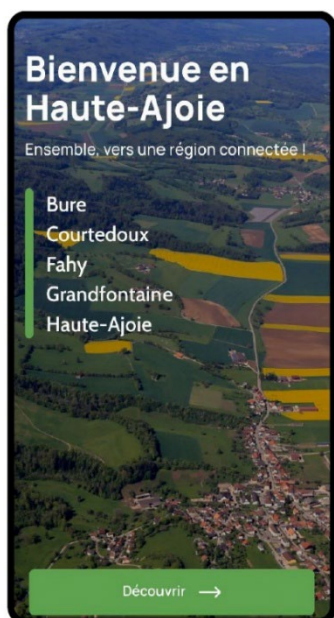 Bienvenue en
Haute-Ajoie
Ensemble, vers une région connectée !
Bure
Courtedoux
Fahy
Grandfontaine
Haute-Ajoie
Découvrir →